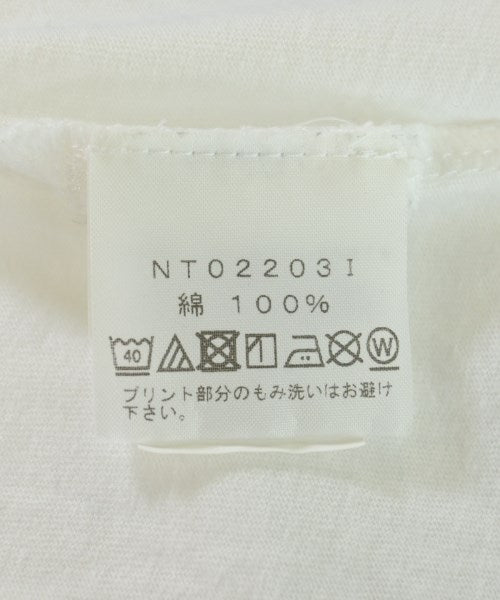 NT02203I
綿 100%
40 W
プリント部分のもみ洗いはお避け
下さい。